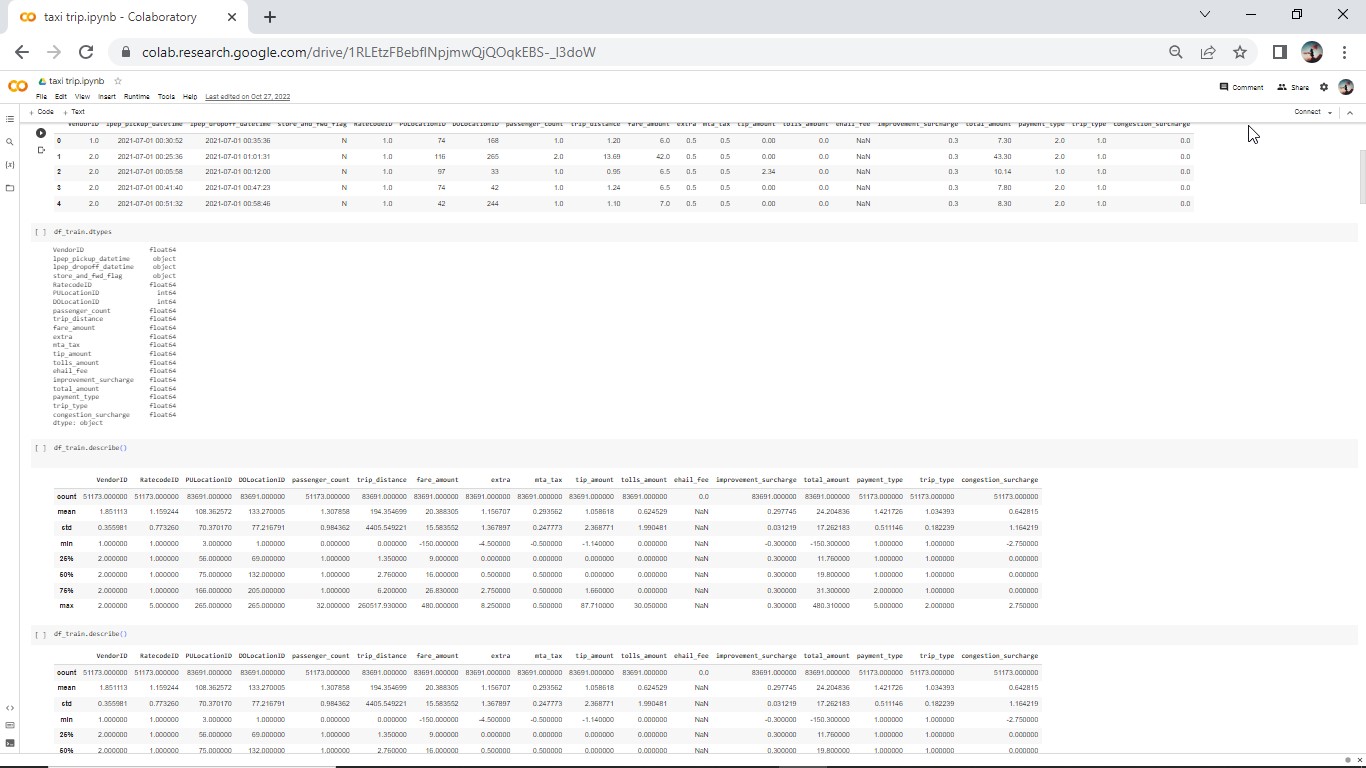 taxi trip.ipynb - Colaboratory
colab.research.google.com/drive/1RLEtzFBebflNpjmwQjQOqkEBS-_l3doW
taxi trip.ipynb
File Edit View Insert Runtime Tools Help Last edited on Oct 27, 2022
Comment Share
+ Code + Text
Connect
VendorID lpep_pickup_datetime lpep_dropoff_datetime store_and_fwd_flag RatecodeID PULocationID DOLocationID passenger_count trip_distance fare_amount extra mta_tax tip_amount tolls_amount ehail_fee improvement_surcharge total_amount payment_type trip_type congestion_surcharge
0 1.0 2021-07-01 00:30:52 2021-07-01 00:35:36 N 1.0 74 168 1.0 1.20 6.0 0.5 0.5 0.00 0.0 NaN 0.3 7.30 2.0 1.0 0.0
1 2.0 2021-07-01 00:25:36 2021-07-01 01:01:31 N 1.0 116 265 2.0 13.69 42.0 0.5 0.5 0.00 0.0 NaN 0.3 43.30 2.0 1.0 0.0
2 2.0 2021-07-01 00:05:58 2021-07-01 00:12:00 N 1.0 97 33 1.0 0.95 6.5 0.5 0.5 2.34 0.0 NaN 0.3 10.14 1.0 1.0 0.0
3 2.0 2021-07-01 00:41:40 2021-07-01 00:47:23 N 1.0 74 42 1.0 1.24 6.5 0.5 0.5 0.00 0.0 NaN 0.3 7.80 2.0 1.0 0.0
4 2.0 2021-07-01 00:51:32 2021-07-01 00:58:46 N 1.0 42 244 1.0 1.10 7.0 0.5 0.5 0.00 0.0 NaN 0.3 8.30 2.0 1.0 0.0
[ ] df_train.dtypes
VendorID float64
lpep_pickup_datetime object
lpep_dropoff_datetime object
store_and_fwd_flag object
RatecodeID float64
PULocationID int64
DOLocationID int64
passenger_count float64
trip_distance float64
fare_amount float64
extra float64
mta_tax float64
tip_amount float64
tolls_amount float64
ehail_fee float64
improvement_surcharge float64
total_amount float64
payment_type float64
trip_type float64
congestion_surcharge float64
dtype: object
[ ] df_train.describe()
VendorID RatecodeID PULocationID DOLocationID passenger_count trip_distance fare_amount extra mta_tax tip_amount tolls_amount ehail_fee improvement_surcharge total_amount payment_type trip_type congestion_surcharge
count 51173.000000 51173.000000 83691.000000 83691.000000 51173.000000 83691.000000 83691.000000 83691.000000 83691.000000 83691.000000 83691.000000 0.0 83691.000000 83691.000000 51173.000000 51173.000000 51173.000000
mean 1.851113 1.159244 108.362572 133.270005 1.307858 194.354699 20.388305 1.156707 0.293562 1.058618 0.624529 NaN 0.297745 24.204836 1.421726 1.034393 0.642815
std 0.355981 0.773260 70.370170 77.216791 0.984362 4405.549221 15.583552 1.367897 0.247773 2.368771 1.990481 NaN 0.031219 17.262183 0.511146 0.182239 1.164219
min 1.000000 1.000000 3.000000 1.000000 0.000000 0.000000 -150.000000 -4.500000 -0.500000 -1.140000 0.000000 NaN -0.300000 -150.300000 1.000000 1.000000 -2.750000
25% 2.000000 1.000000 56.000000 69.000000 1.000000 1.350000 9.000000 0.000000 0.000000 0.000000 0.000000 NaN 0.300000 11.760000 1.000000 1.000000 0.000000
50% 2.000000 1.000000 75.000000 132.000000 1.000000 2.760000 16.000000 0.500000 0.500000 0.000000 0.000000 NaN 0.300000 19.800000 1.000000 1.000000 0.000000
75% 2.000000 1.000000 166.000000 205.000000 1.000000 6.200000 26.830000 2.750000 0.500000 1.660000 0.000000 NaN 0.300000 31.300000 2.000000 1.000000 0.000000
max 2.000000 5.000000 265.000000 265.000000 32.000000 260517.930000 480.000000 8.250000 0.500000 87.710000 30.050000 NaN 0.300000 480.310000 5.000000 2.000000 2.750000
[ ] df_train.describe()
VendorID RatecodeID PULocationID DOLocationID passenger_count trip_distance fare_amount extra mta_tax tip_amount tolls_amount ehail_fee improvement_surcharge total_amount payment_type trip_type congestion_surcharge
count 51173.000000 51173.000000 83691.000000 83691.000000 51173.000000 83691.000000 83691.000000 83691.000000 83691.000000 83691.000000 83691.000000 0.0 83691.000000 83691.000000 51173.000000 51173.000000 51173.000000
mean 1.851113 1.159244 108.362572 133.270005 1.307858 194.354699 20.388305 1.156707 0.293562 1.058618 0.624529 NaN 0.297745 24.204836 1.421726 1.034393 0.642815
std 0.355981 0.773260 70.370170 77.216791 0.984362 4405.549221 15.583552 1.367897 0.247773 2.368771 1.990481 NaN 0.031219 17.262183 0.511146 0.182239 1.164219
min 1.000000 1.000000 3.000000 1.000000 0.000000 0.000000 -150.000000 -4.500000 -0.500000 -1.140000 0.000000 NaN -0.300000 -150.300000 1.000000 1.000000 -2.750000
25% 2.000000 1.000000 56.000000 69.000000 1.000000 1.350000 9.000000 0.000000 0.000000 0.000000 0.000000 NaN 0.300000 11.760000 1.000000 1.000000 0.000000
50% 2.000000 1.000000 75.000000 132.000000 1.000000 2.760000 16.000000 0.500000 0.500000 0.000000 0.000000 NaN 0.300000 19.800000 1.000000 1.000000 0.000000